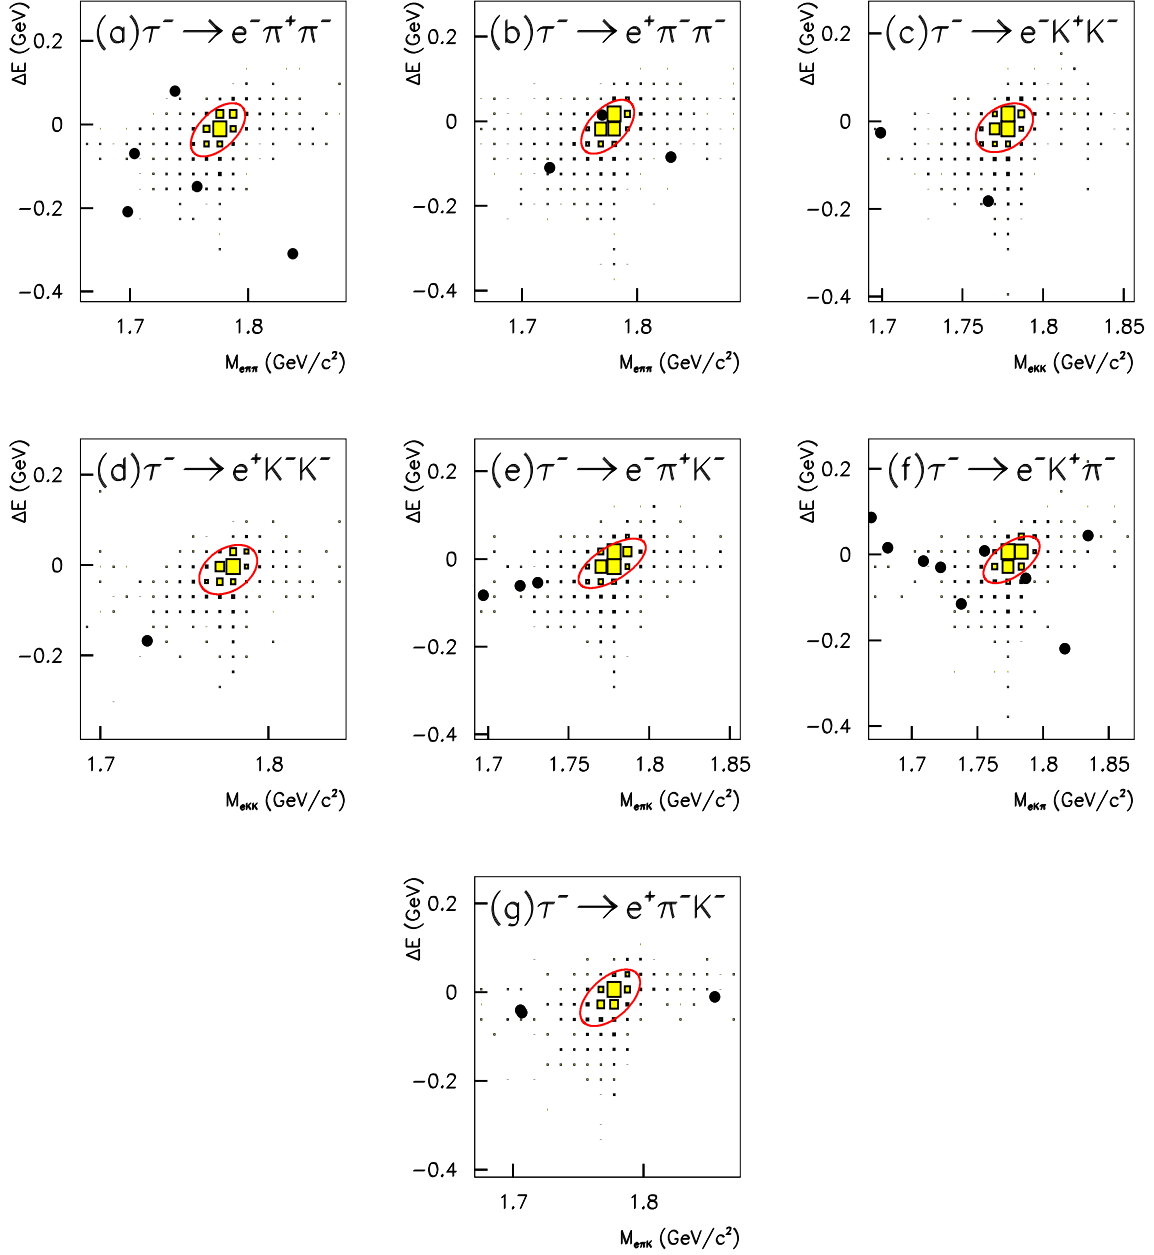 (a) τ⁻ → e⁻π⁺π⁻
ΔE (GeV)
0.2
0
−0.2
−0.4
1.7 1.8
M_eππ (GeV/c²)
(b) τ⁻ → e⁺π⁻π⁻
ΔE (GeV)
0.2
0
−0.2
−0.4
1.7 1.8
M_eππ (GeV/c²)
(c) τ⁻ → e⁻K⁺K⁻
ΔE (GeV)
0.2
0
−0.2
−0.4
1.7 1.75 1.8 1.85
M_eKK (GeV/c²)
(d) τ⁻ → e⁺K⁻K⁻
ΔE (GeV)
0.2
0
−0.2
1.7 1.8
M_eKK (GeV/c²)
(e) τ⁻ → e⁻π⁺K⁻
ΔE (GeV)
0.2
0
−0.2
−0.4
1.7 1.75 1.8 1.85
M_eπK (GeV/c²)
(f) τ⁻ → e⁻K⁺π⁻
ΔE (GeV)
0.2
0
−0.2
−0.4
1.7 1.75 1.8 1.85
M_eKπ (GeV/c²)
(g) τ⁻ → e⁺π⁻K⁻
ΔE (GeV)
0.2
0
−0.2
−0.4
1.7 1.8
M_eπK (GeV/c²)